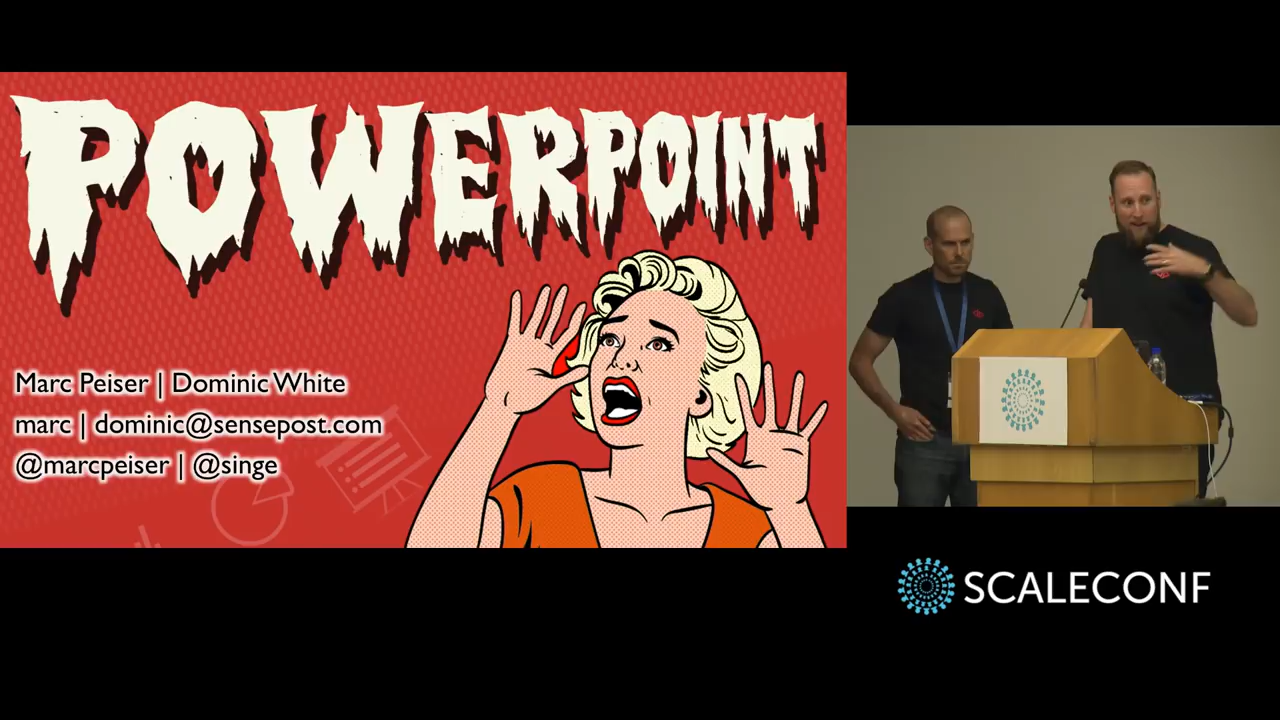 POWERPOINT
Marc Peiser | Dominic White
marc | dominic@sensepost.com
@marcpeiser | @singe
SCALECONF